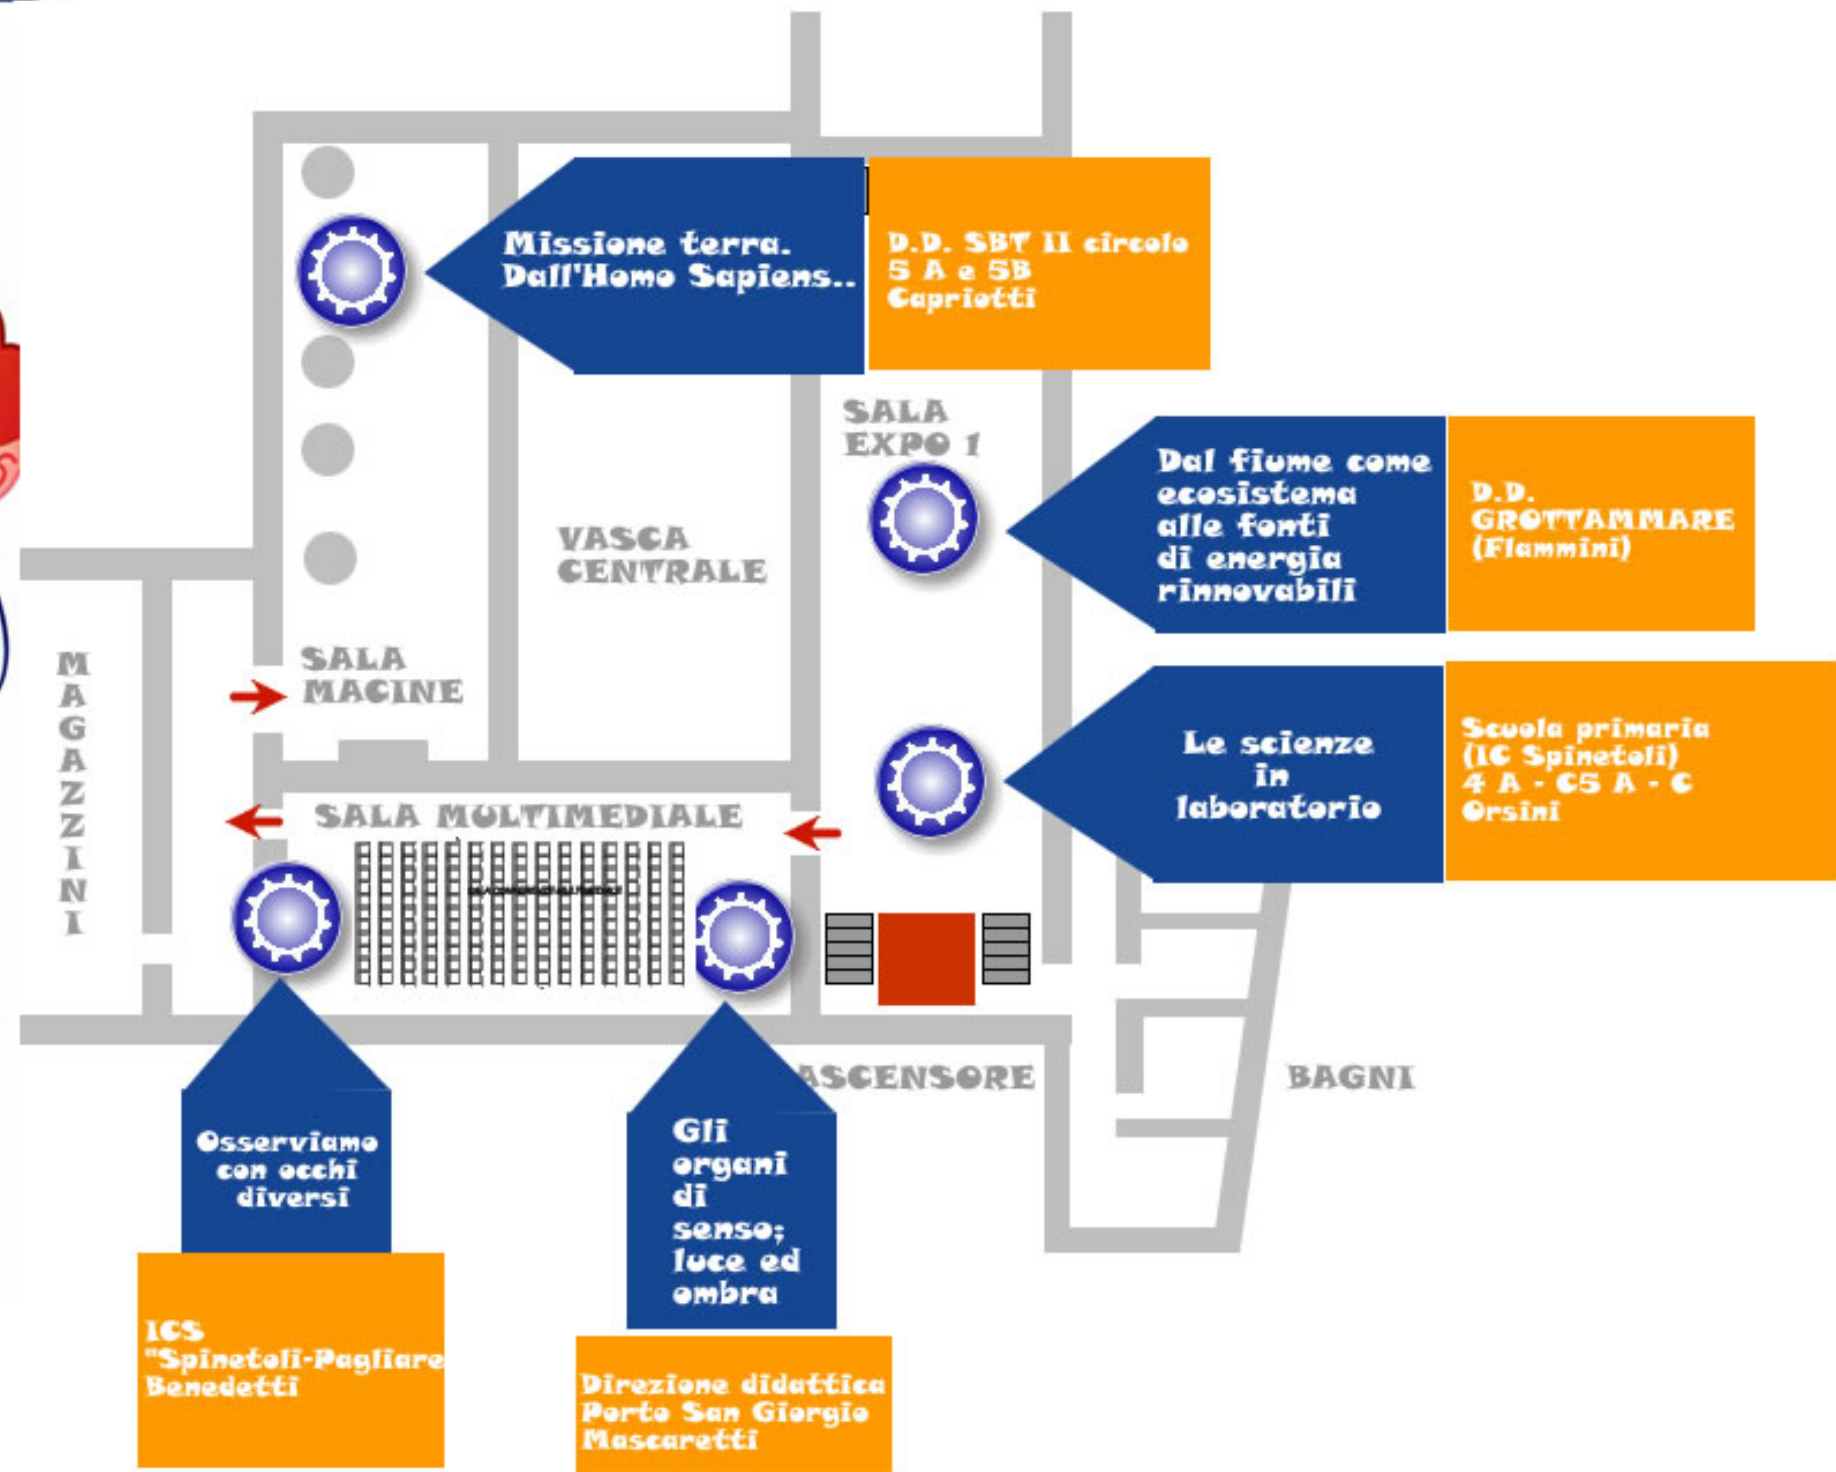 Missione terra.
Dall'Homo Sapiens..
D.D. SBT II circolo
5 A e 5B
Capriotti
SALA
EXPO 1
Dal fiume come
ecosistema
alle fonti
di energia
rinnovabili
D.D.
GROTTAMMARE
(Flammini)
VASCA
CENTRALE
SALA
MACINE
MAGAZZINI
Le scienze
in
laboratorio
Scuola primaria
(IC Spinetoli)
4 A - C5 A - C
Orsini
SALA MULTIMEDIALE
ASCENSORE
BAGNI
Osserviamo
con occhi
diversi
ICS
"Spinetoli-Pagliare
Benedetti
Gli
organi
di
senso;
luce ed
ombra
Direzione didattica
Porto San Giorgio
Mascaretti